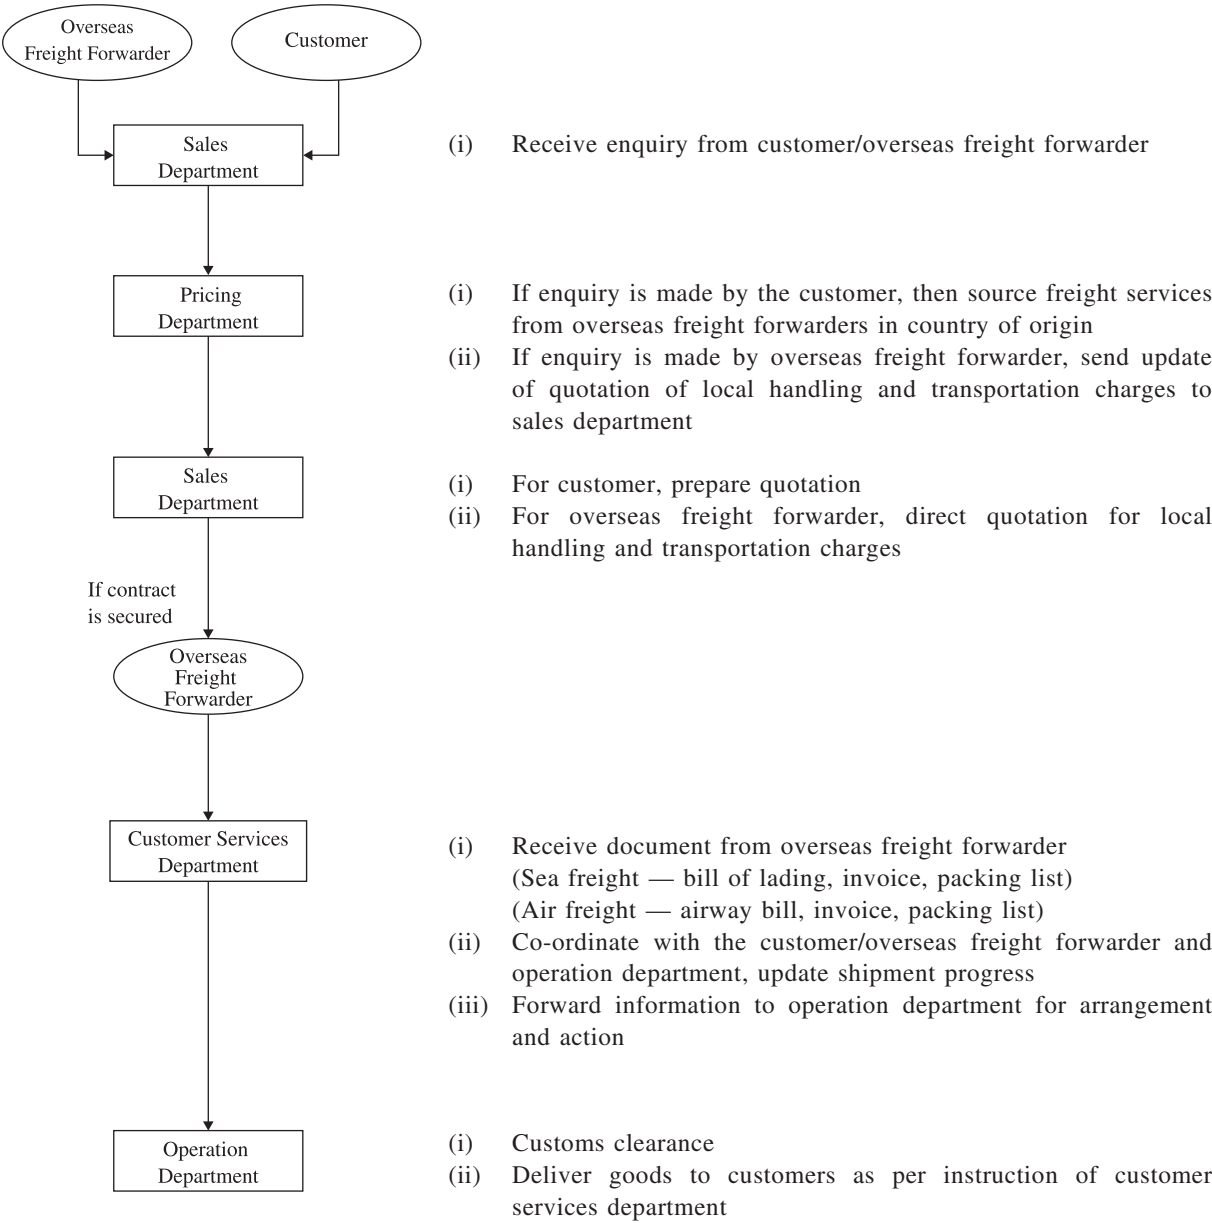 Overseas
Freight Forwarder
Customer
Sales
Department
(i) Receive enquiry from customer/overseas freight forwarder
Pricing
Department
(i) If enquiry is made by the customer, then source freight services
from overseas freight forwarders in country of origin
(ii) If enquiry is made by overseas freight forwarder, send update
of quotation of local handling and transportation charges to
sales department
Sales
Department
(i) For customer, prepare quotation
(ii) For overseas freight forwarder, direct quotation for local
handling and transportation charges
If contract
is secured
Overseas
Freight
Forwarder
Customer Services
Department
(i) Receive document from overseas freight forwarder
(Sea freight — bill of lading, invoice, packing list)
(Air freight — airway bill, invoice, packing list)
(ii) Co-ordinate with the customer/overseas freight forwarder and
operation department, update shipment progress
(iii) Forward information to operation department for arrangement
and action
Operation
Department
(i) Customs clearance
(ii) Deliver goods to customers as per instruction of customer
services department